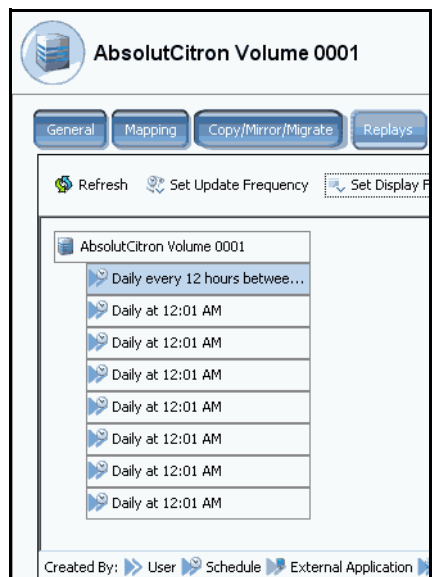 AbsolutCitron Volume 0001
General Mapping Copy/Mirror/Migrate Replays
Refresh Set Update Frequency Set Display F
AbsolutCitron Volume 0001
Daily every 12 hours betwee...
Daily at 12:01 AM
Daily at 12:01 AM
Daily at 12:01 AM
Daily at 12:01 AM
Daily at 12:01 AM
Daily at 12:01 AM
Daily at 12:01 AM
Created By: User Schedule External Application